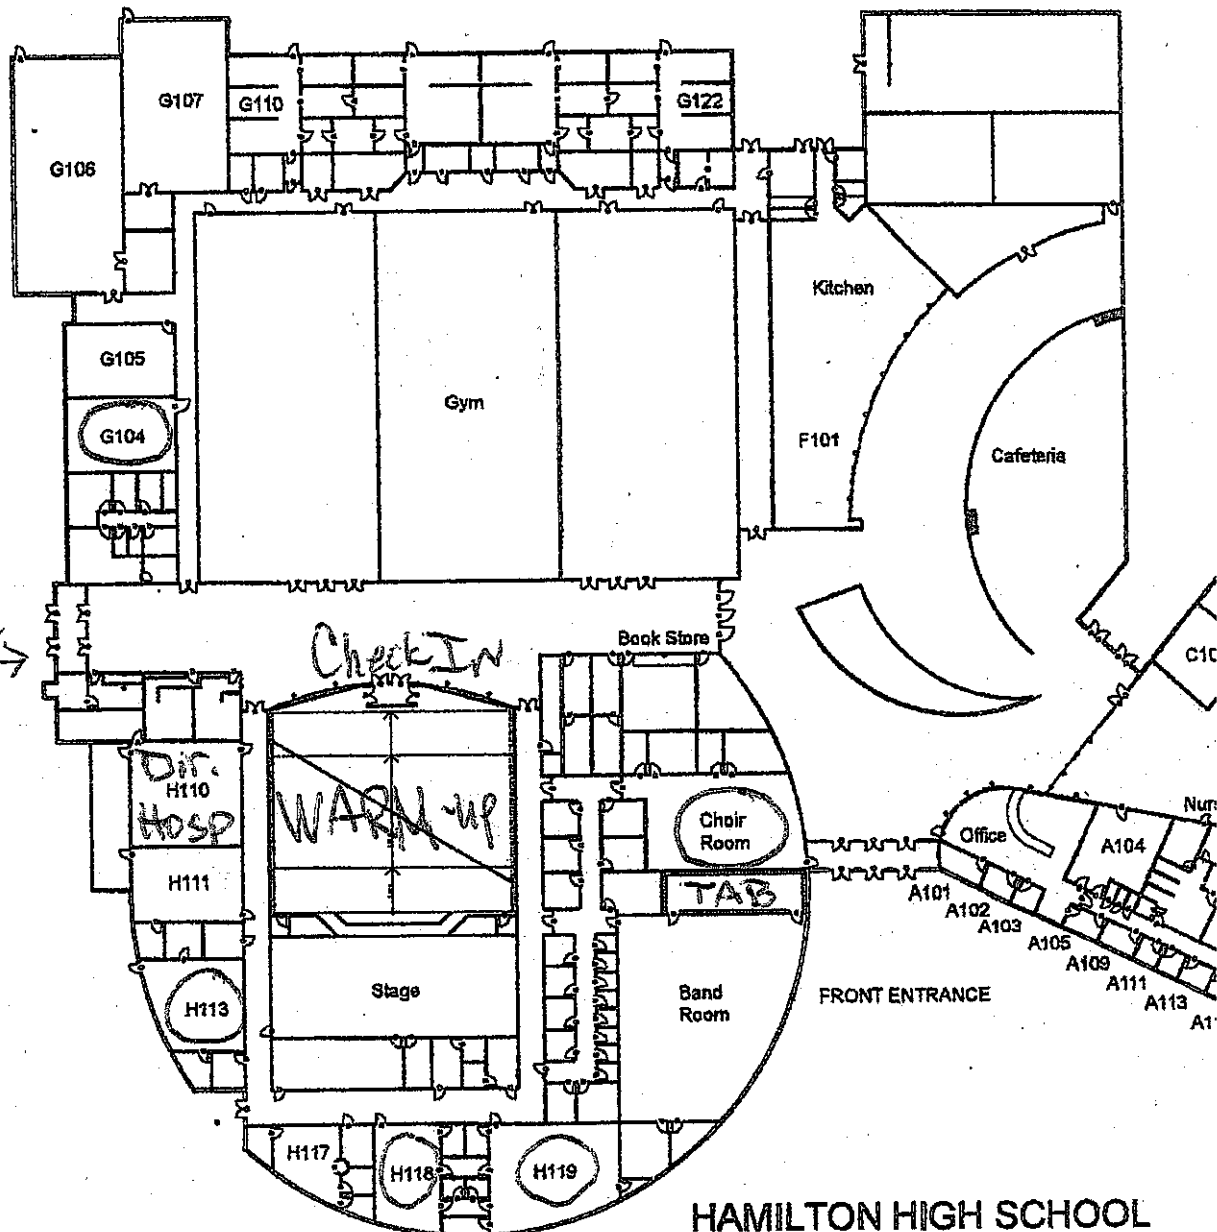 G107
G110
G122
G106
Kitchen
G105
Gym
G104
F101
Cafeteria
Check IN
Book Store
Dir.
H110
Hosp
WARM-up
Choir
Room
Office
A104
H111
TAB
A101
A102
A103
A105
A109
A111
A113
Stage
Band
Room
FRONT ENTRANCE
H113
H117
H118
H119
HAMILTON HIGH SCHOOL